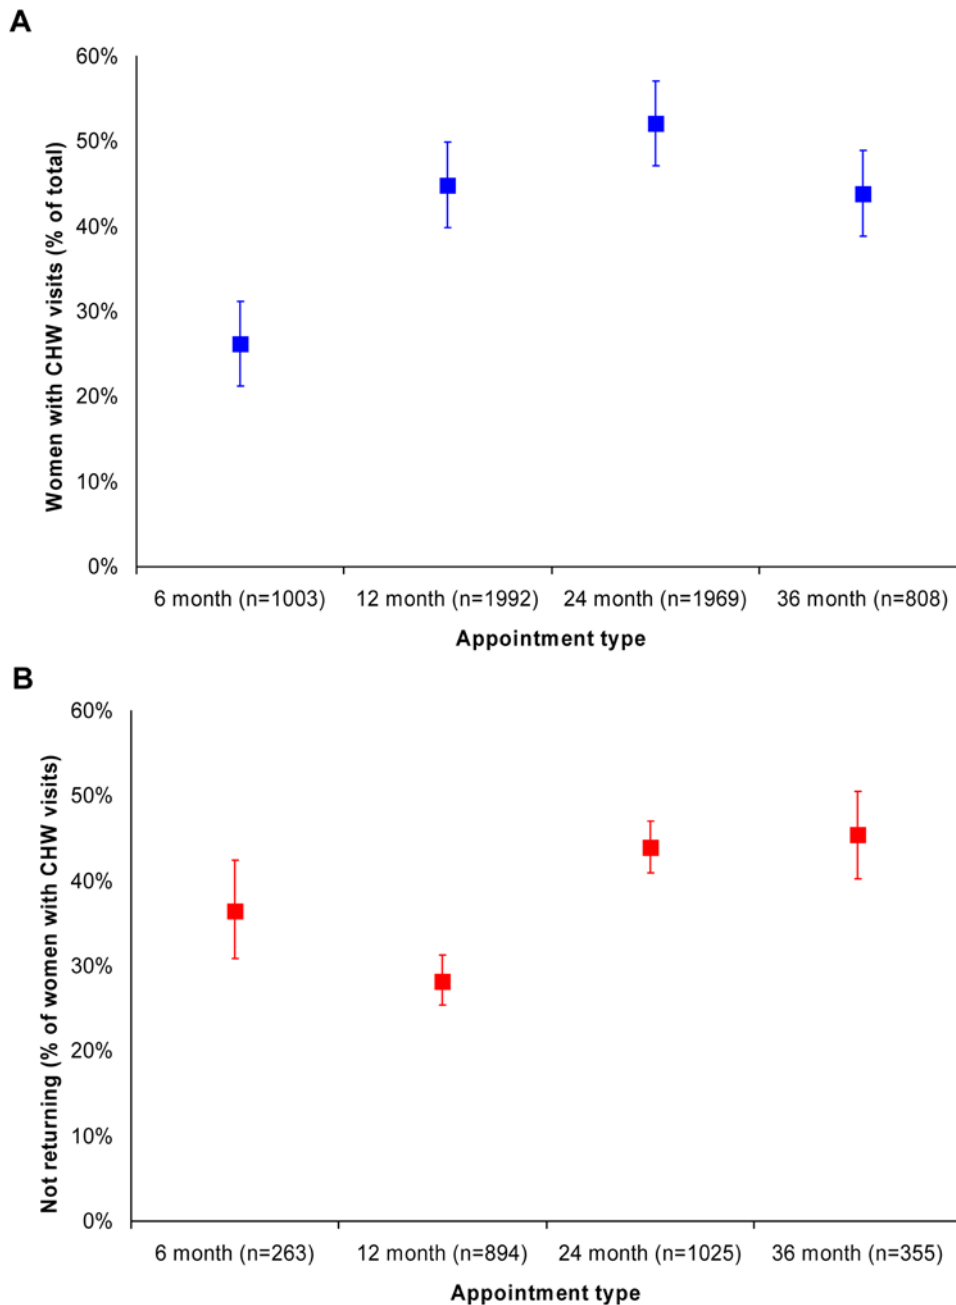 A
Women with CHW visits (% of total)
60%
50%
40%
30%
20%
10%
0%
6 month (n=1003) 12 month (n=1992) 24 month (n=1969) 36 month (n=808)
Appointment type
B
Not returning (% of women with CHW visits)
60%
50%
40%
30%
20%
10%
0%
6 month (n=263) 12 month (n=894) 24 month (n=1025) 36 month (n=355)
Appointment type